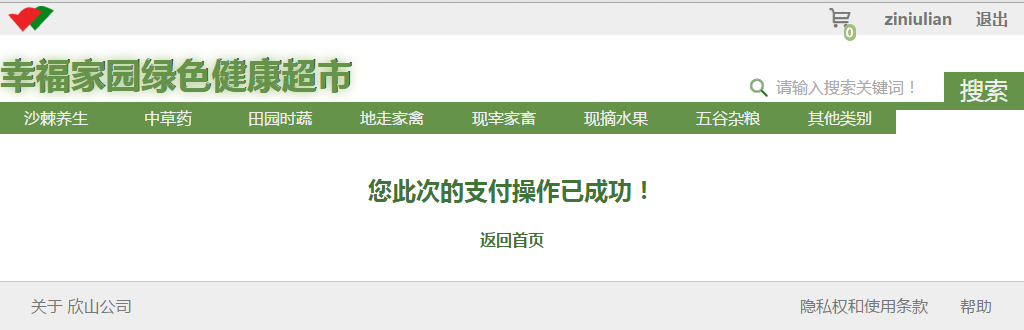 0 ziniulian 退出
幸福家园绿色健康超市
请输入搜索关键词！ 搜索
沙棘养生 中草药 田园时蔬 地走家禽 现宰家畜 现摘水果 五谷杂粮 其他类别
您此次的支付操作已成功！
返回首页
关于 欣山公司 隐私权和使用条款 帮助